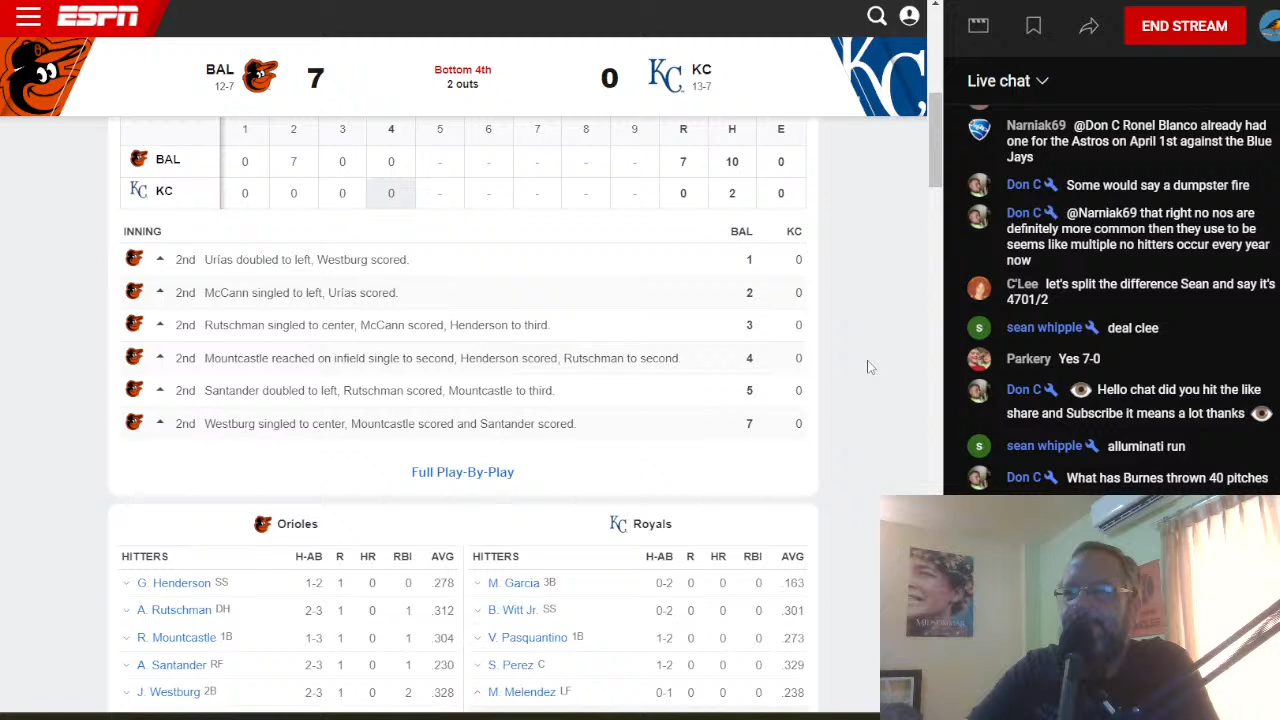 ESPN
END STREAM
BAL
12-7
7
Bottom 4th
2 outs
0
KC
KC
13-7
KC
Live chat
1 2 3 4 5 6 7 8 9 R H E
BAL 0 7 0 0 - - - - - 7 10 0
KC KC 0 0 0 0 - - - - - 0 2 0
INNING BAL KC
2nd Urías doubled to left, Westburg scored. 1 0
2nd McCann singled to left, Urías scored. 2 0
2nd Rutschman singled to center, McCann scored, Henderson to third. 3 0
2nd Mountcastle reached on infield single to second, Henderson scored, Rutschman to second. 4 0
2nd Santander doubled to left, Rutschman scored, Mountcastle to third. 5 0
2nd Westburg singled to center, Mountcastle scored and Santander scored. 7 0
Full Play-By-Play
Orioles
HITTERS H-AB R HR RBI AVG
G. Henderson SS 1-2 1 0 0 .278
A. Rutschman DH 2-3 1 0 1 .312
R. Mountcastle 1B 1-3 1 0 1 .304
A. Santander RF 2-3 1 0 1 .230
J. Westburg 2B 2-3 1 0 2 .328
KC Royals
HITTERS H-AB R HR RBI AVG
M. Garcia 3B 0-2 0 0 0 .163
B. Witt Jr. SS 0-2 0 0 0 .301
V. Pasquantino 1B 1-2 0 0 0 .273
S. Perez C 1-2 0 0 0 .329
M. Melendez LF 0-1 0 0 0 .238
Narniak69 @Don C Ronel Blanco already had
one for the Astros on April 1st against the Blue
Jays
Don C Some would say a dumpster fire
Don C @Narniak69 that right no nos are
definitely more common then they use to be
seems like multiple no hitters occur every year
now
C'Lee let's split the difference Sean and say it's
4701/2
S sean whipple deal clee
Parkery Yes 7-0
Don C Hello chat did you hit the like
share and Subscribe it means a lot thanks
S sean whipple alluminati run
Don C What has Burnes thrown 40 pitches
MIDSOMMAR